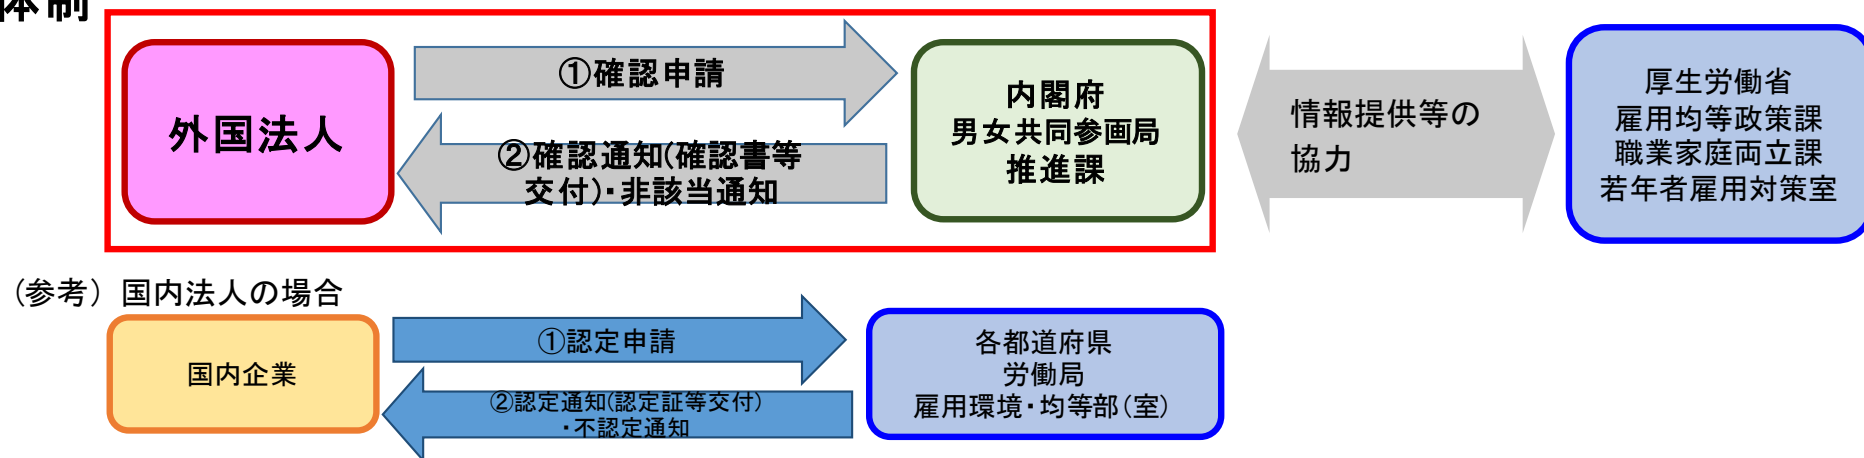 体制
外国法人
①確認申請
②確認通知(確認書等
交付)・非該当通知
内閣府
男女共同参画局
推進課
情報提供等の
協力
厚生労働省
雇用均等政策課
職業家庭両立課
若年者雇用対策室
(参考) 国内法人の場合
国内企業
①認定申請
②認定通知(認定証等交付)
・不認定通知
各都道府県
労働局
雇用環境・均等部(室)